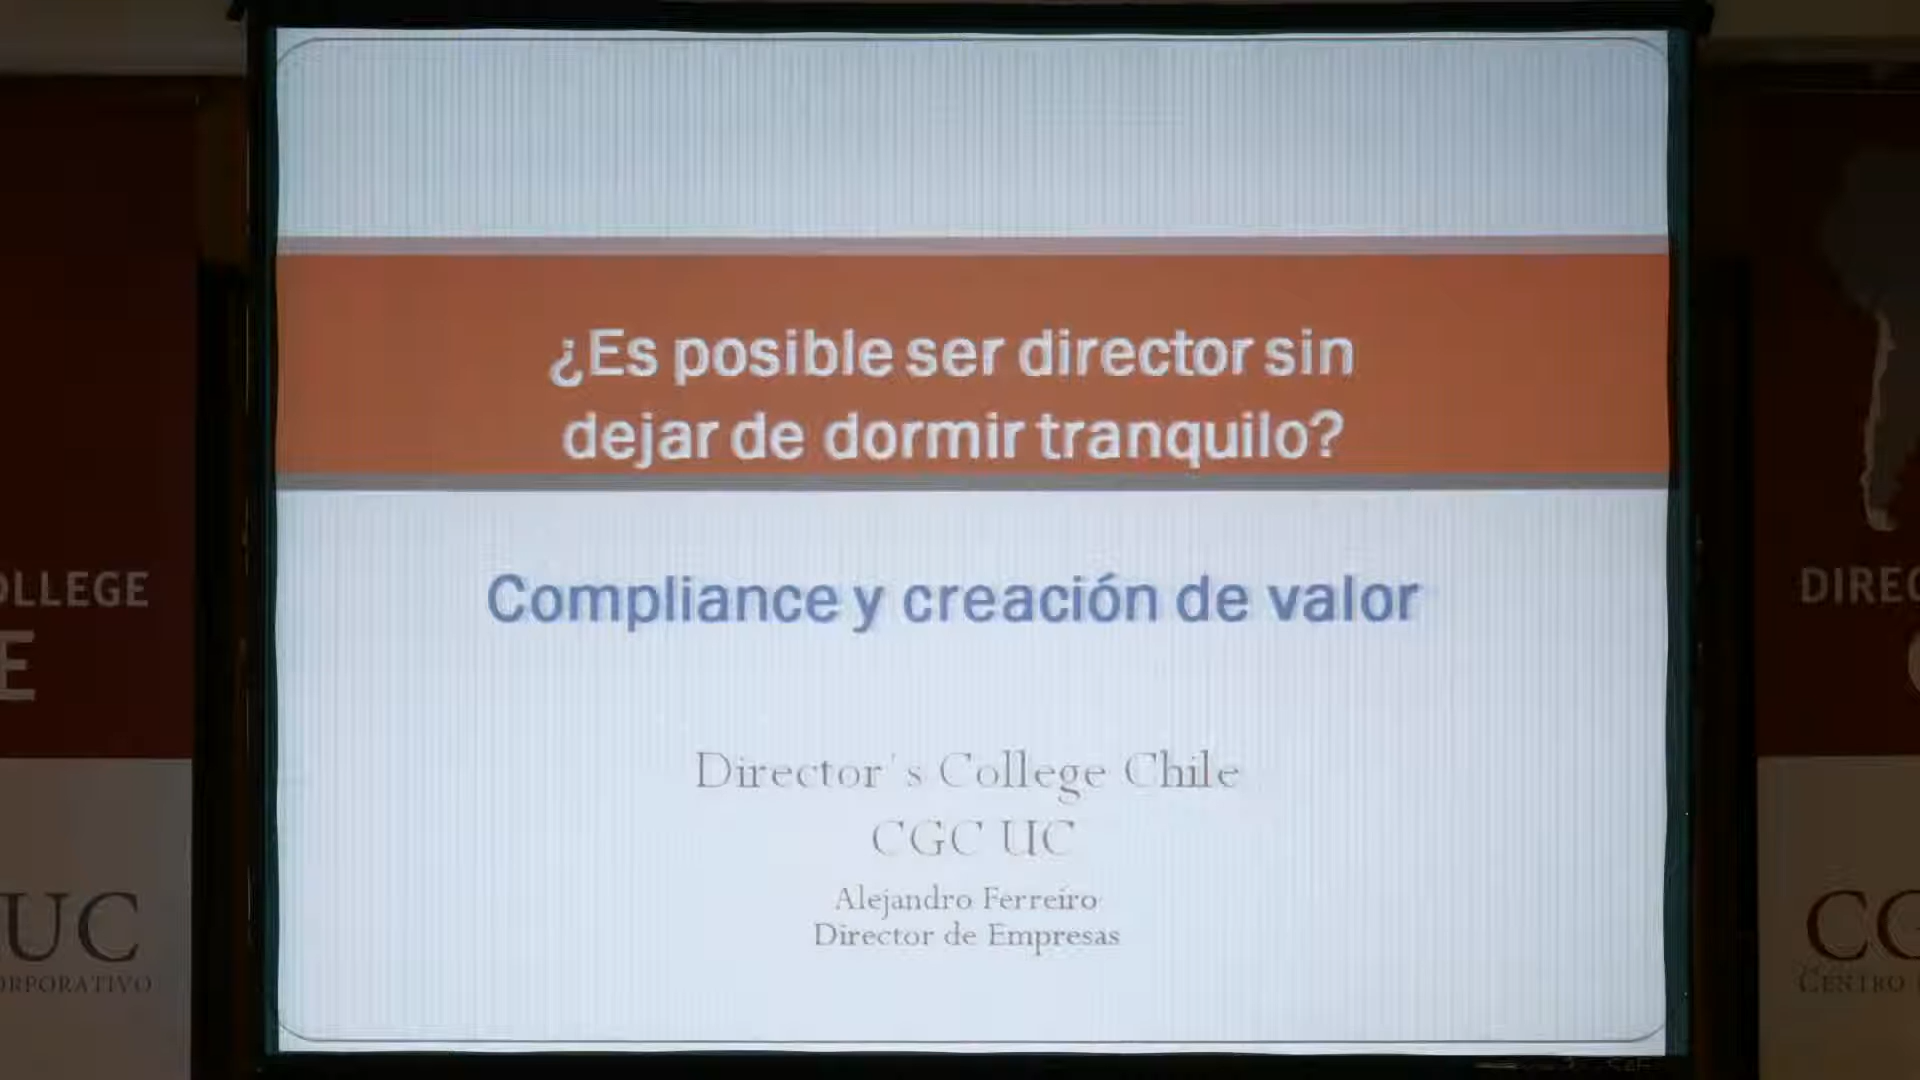 ¿Es posible ser director sin
dejar de dormir tranquilo?
Compliance y creación de valor
Director´s College Chile
CGC UC
Alejandro Ferreiro
Director de Empresas
OLLEGE
E
UC
ORPORATIVO
DIREC
CG
CENTRO